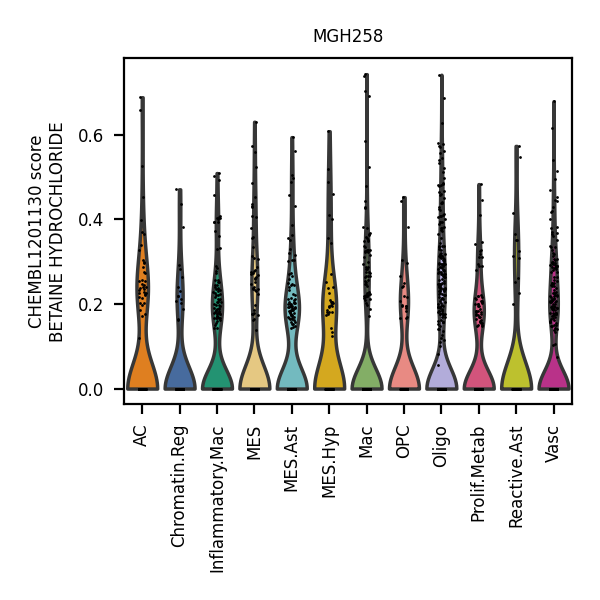 MGH258
CHEMBL1201130 score
BETAINE HYDROCHLORIDE
0.6
0.4
0.2
0.0
AC
Chromatin.Reg
Inflammatory.Mac
MES
MES.Ast
MES.Hyp
Mac
OPC
Oligo
Prolif.Metab
Reactive.Ast
Vasc